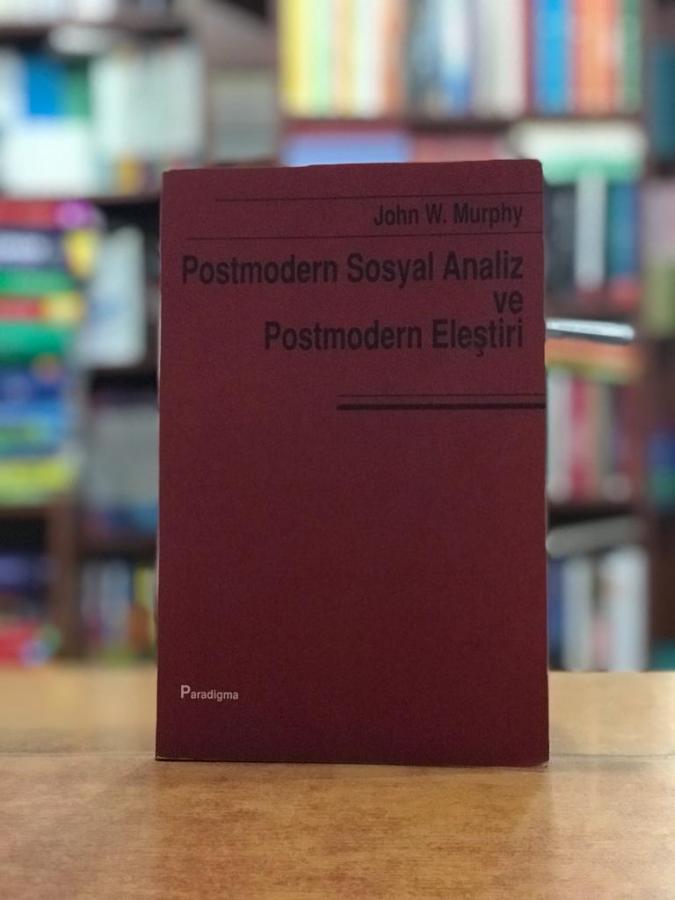 John W. Murphy
Postmodern Sosyal Analiz
ve
Postmodern Eleştiri
Paradigma